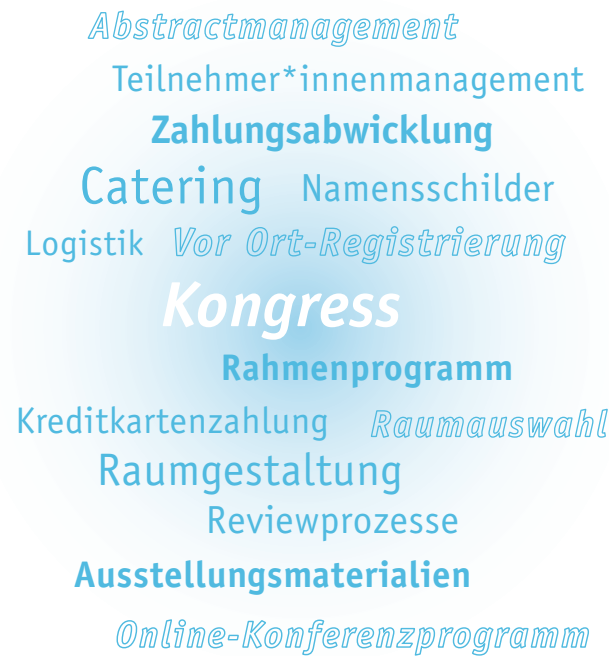 Abstractmanagement
Teilnehmer*innenmanagement
Zahlungsabwicklung
Catering Namensschilder
Logistik Vor Ort-Registrierung
Kongress
Rahmenprogramm
Kreditkartenzahlung Raumauswahl
Raumgestaltung
Reviewprozesse
Ausstellungsmaterialien
Online-Konferenzprogramm